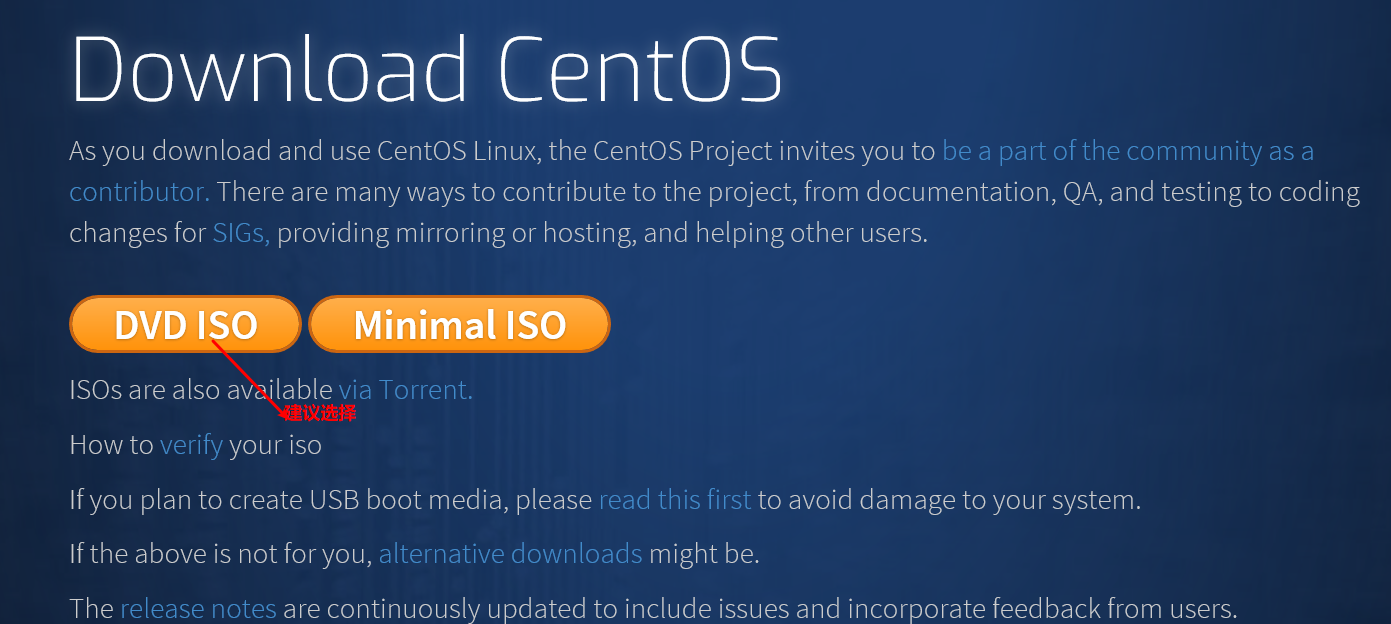 Download CentOS
As you download and use CentOS Linux, the CentOS Project invites you to be a part of the community as a
contributor. There are many ways to contribute to the project, from documentation, QA, and testing to coding
changes for SIGs, providing mirroring or hosting, and helping other users.
DVD ISO Minimal ISO
ISOs are also available via Torrent.
建议选择
How to verify your iso
If you plan to create USB boot media, please read this first to avoid damage to your system.
If the above is not for you, alternative downloads might be.
The release notes are continuously updated to include issues and incorporate feedback from users.